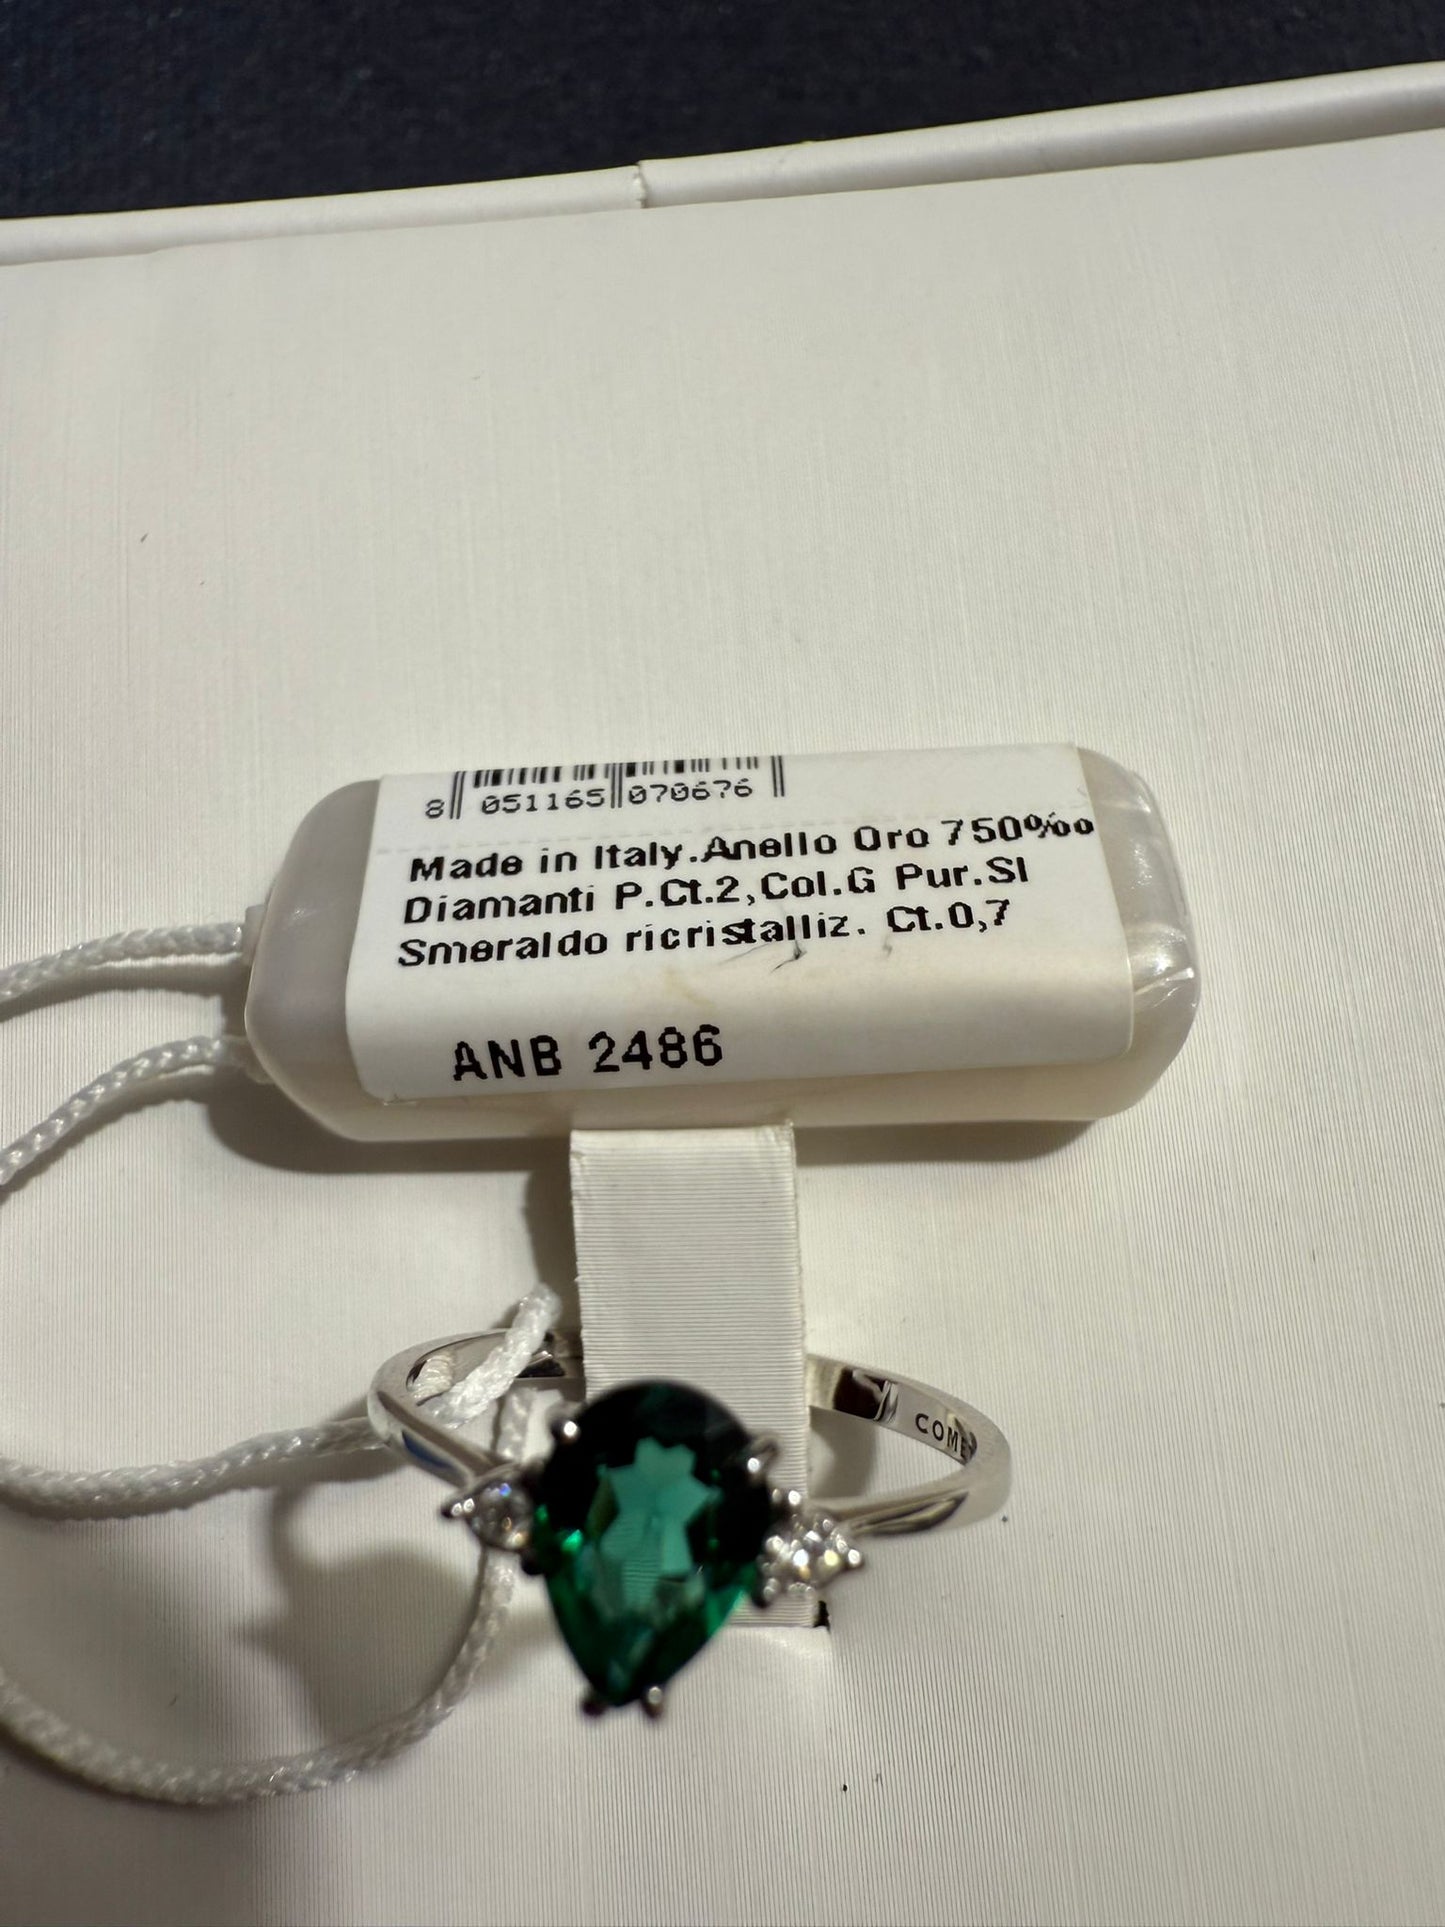 8 051165 070676
Made in Italy.Anello Oro 750‰
Diamanti P.Ct.2,Col.G Pur.SI
Smeraldo ricristalliz. Ct.0,7
ANB 2486
COME